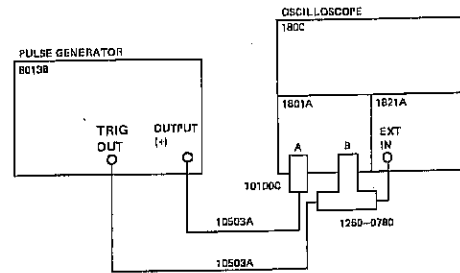 OSCILLOSCOPE
180C
PULSE GENERATOR
8013B
1801A
1821A
TRIG
OUT
OUTPUT
(+)
A
B
EXT
IN
10100C
10503A
1250-0780
10503A